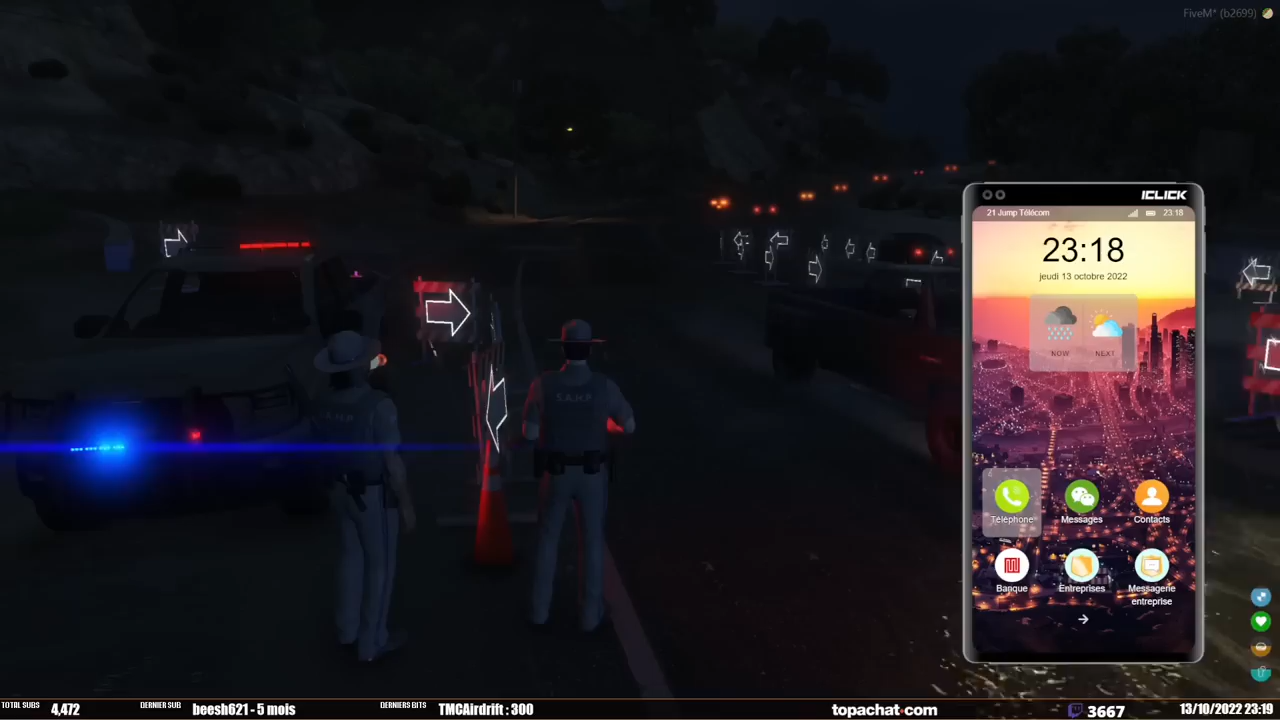 FiveM* (b2699)
ICLICK
21 Jump Télécom 23:18
23:18
jeudi 13 octobre 2022
NOW NEXT
S.A.H.P
S.A.H.P
Téléphone Messages Contacts
Banque Entreprises Messagerie
entreprise
TOTAL SUBS 4,472 DERNIER SUB beesh621 - 5 mois DERNIERS BITS TMCAirdrift : 300 topachat.com 3667 13/10/2022 23:19